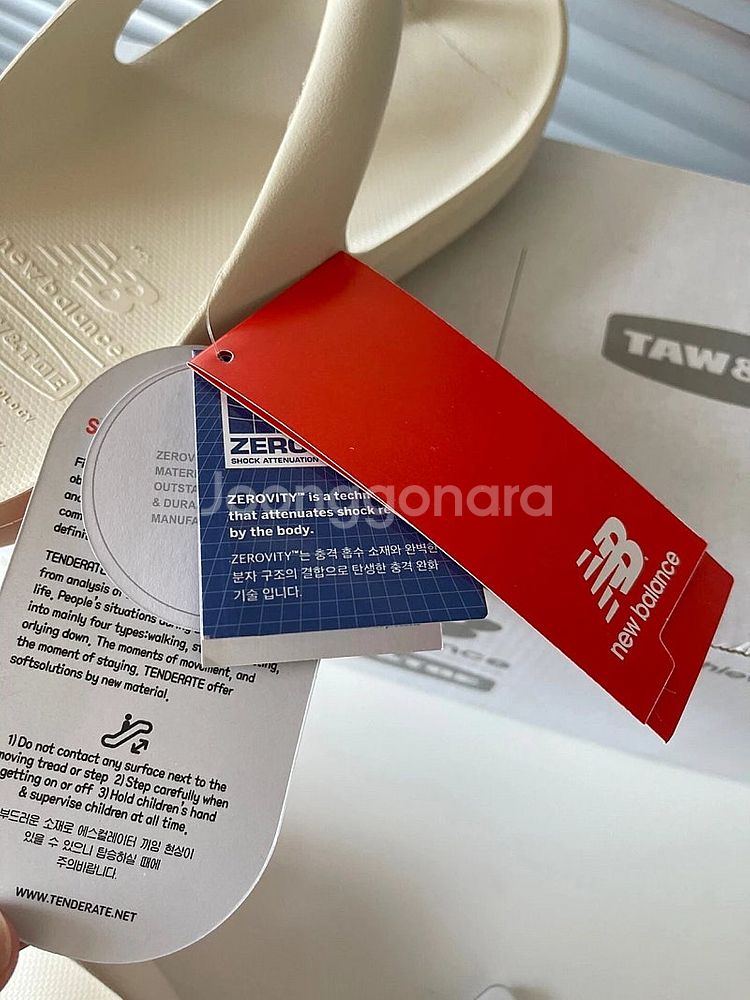 new balance
TAW&
ZERO
SHOCK ATTENUATION
ZEROVITY™ is a
that attenuates shock
by the body.
ZEROVITY™는 충격 흡수 소재와 완벽한
분자 구조의 결합으로 탄생한 충격 완화
기술 입니다.
OUTSTA
& DURA
Joonggonara
NB
new balance
TENDERATE
from analysis of
life, People's situations
into mainly four types:walking,
orlying down. The moments of movement, and
the moment of staying. TENDERATE offer
softsolutions by new material.
1) Do not contact any surface next to the
moving tread or step 2) Step carefully when
getting on or off 3) Hold children's hand
& supervise children at all time.
부드러운 소재로 에스컬레이터 끼임 현상이
있을 수 있으니 탑승하실 때에
주의바랍니다.
WWW.TENDERATE.NET